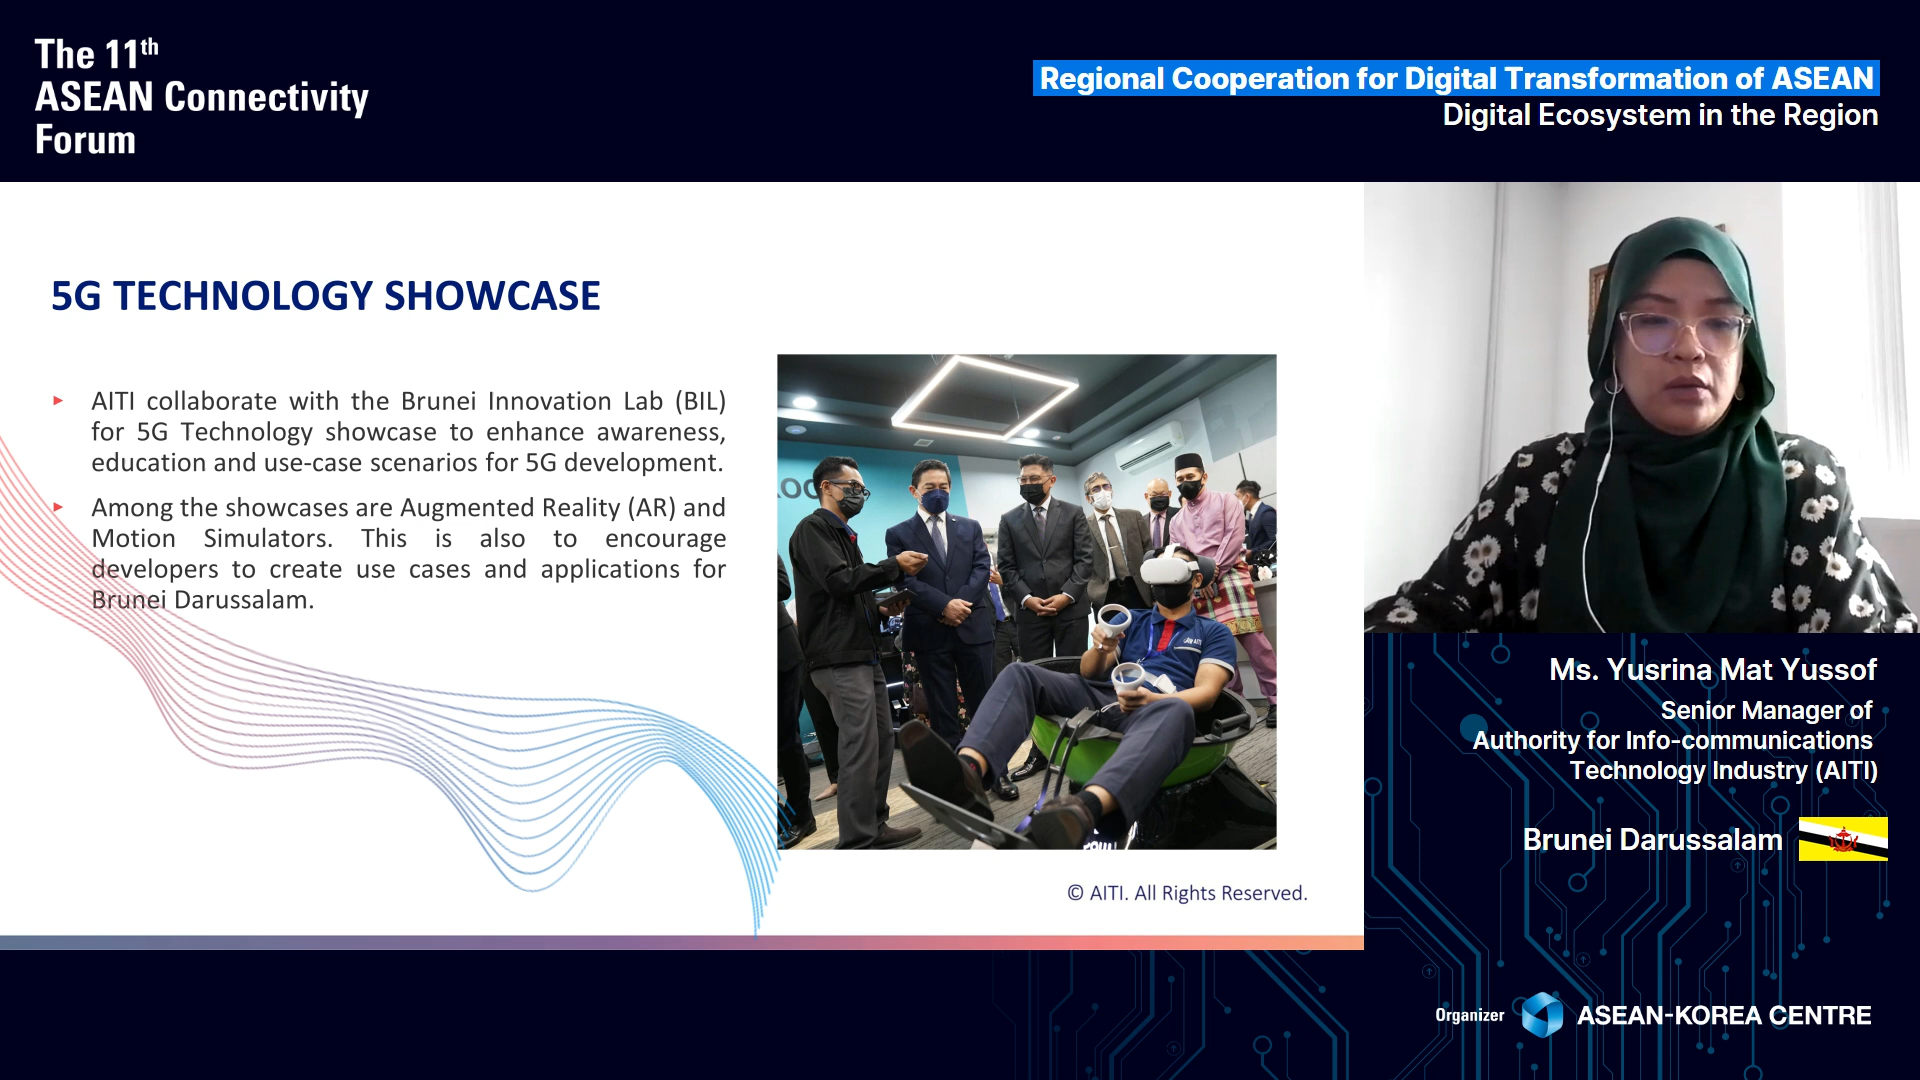 The 11th
ASEAN Connectivity
Forum
Regional Cooperation for Digital Transformation of ASEAN
Digital Ecosystem in the Region
5G TECHNOLOGY SHOWCASE
▸ AITI collaborate with the Brunei Innovation Lab (BIL)
for 5G Technology showcase to enhance awareness,
education and use-case scenarios for 5G development.
▸ Among the showcases are Augmented Reality (AR) and
Motion Simulators. This is also to encourage
developers to create use cases and applications for
Brunei Darussalam.
© AITI. All Rights Reserved.
Ms. Yusrina Mat Yussof
Senior Manager of
Authority for Info-communications
Technology Industry (AITI)
Brunei Darussalam
Organizer ASEAN-KOREA CENTRE